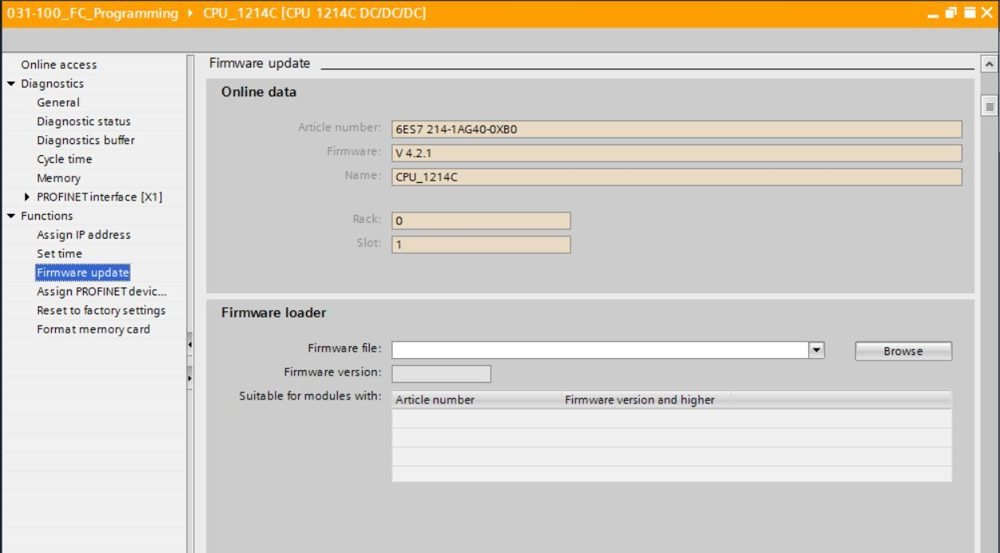 031-100_FC_Programming ▸ CPU_1214C [CPU 1214C DC/DC/DC]
Online access
Diagnostics
General
Diagnostic status
Diagnostics buffer
Cycle time
Memory
PROFINET interface [X1]
Functions
Assign IP address
Set time
Firmware update
Assign PROFINET devic...
Reset to factory settings
Format memory card
Firmware update
Online data
Article number: 6ES7 214-1AG40-0XB0
Firmware: V 4.2.1
Name: CPU_1214C
Rack: 0
Slot: 1
Firmware loader
Firmware file: Browse
Firmware version:
Suitable for modules with: Article number Firmware version and higher